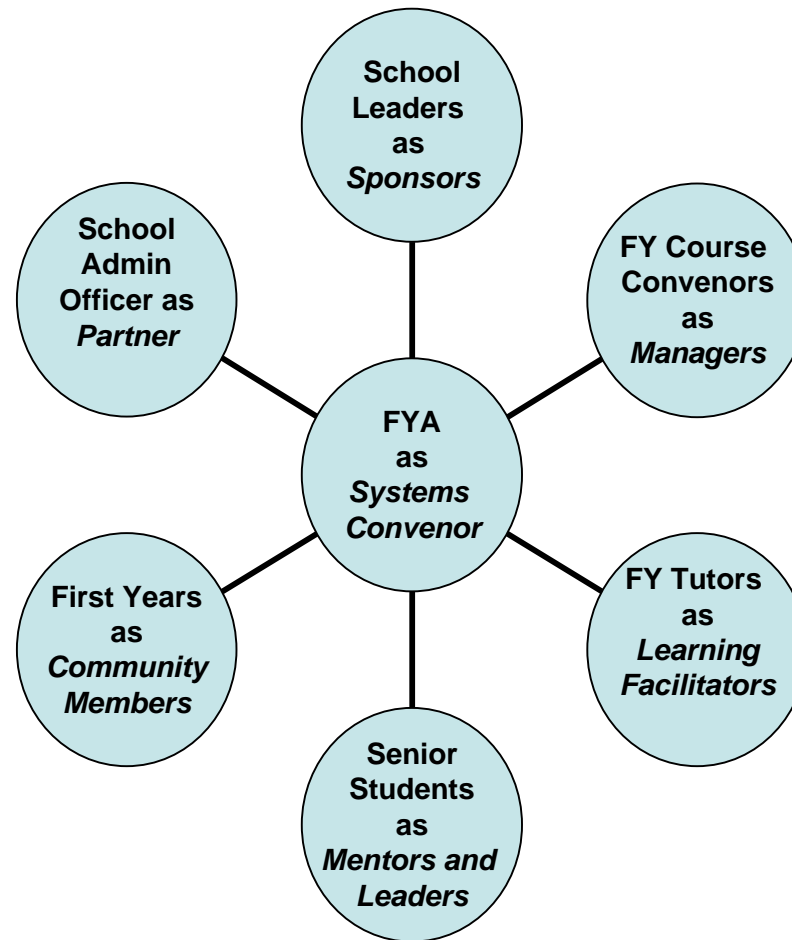 School
Leaders
as
Sponsors
School
Admin
Officer as
Partner
FY Course
Convenors
as
Managers
FYA
as
Systems
Convenor
First Years
as
Community
Members
FY Tutors
as
Learning
Facilitators
Senior
Students
as
Mentors and
Leaders